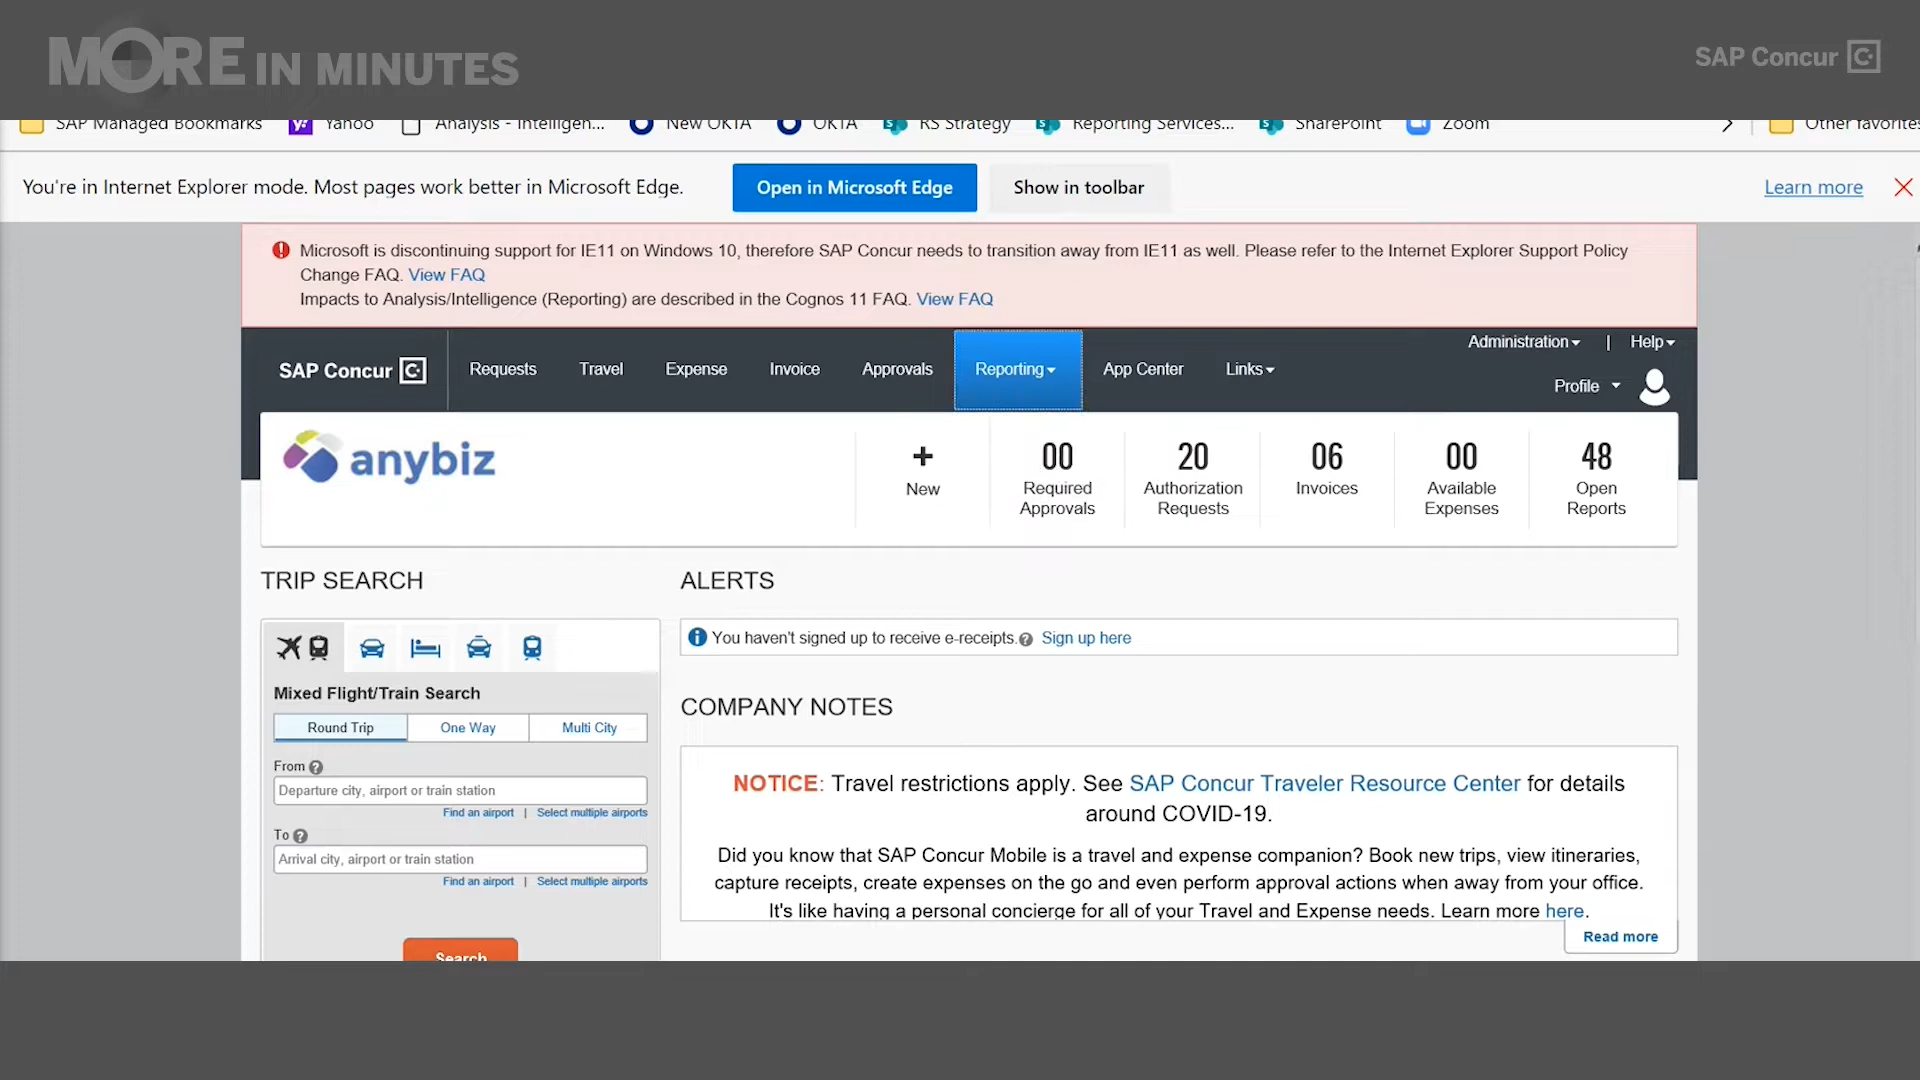 MORE IN MINUTES
SAP Concur
SAP Managed Bookmarks Yahoo Analysis - Intelligen... New OKTA OKTA RS Strategy Reporting Services... SharePoint Zoom Other favorites
You're in Internet Explorer mode. Most pages work better in Microsoft Edge. Open in Microsoft Edge Show in toolbar Learn more
Microsoft is discontinuing support for IE11 on Windows 10, therefore SAP Concur needs to transition away from IE11 as well. Please refer to the Internet Explorer Support Policy
Change FAQ. View FAQ
Impacts to Analysis/Intelligence (Reporting) are described in the Cognos 11 FAQ. View FAQ
Administration | Help
SAP Concur Requests Travel Expense Invoice Approvals Reporting App Center Links
Profile
anybiz
+ New
00 Required Approvals
20 Authorization Requests
06 Invoices
00 Available Expenses
48 Open Reports
TRIP SEARCH
Mixed Flight/Train Search
Round Trip One Way Multi City
From
Departure city, airport or train station
Find an airport | Select multiple airports
To
Arrival city, airport or train station
Find an airport | Select multiple airports
Search
ALERTS
You haven't signed up to receive e-receipts. Sign up here
COMPANY NOTES
NOTICE: Travel restrictions apply. See SAP Concur Traveler Resource Center for details
around COVID-19.
Did you know that SAP Concur Mobile is a travel and expense companion? Book new trips, view itineraries,
capture receipts, create expenses on the go and even perform approval actions when away from your office.
It's like having a personal concierge for all of your Travel and Expense needs. Learn more here.
Read more